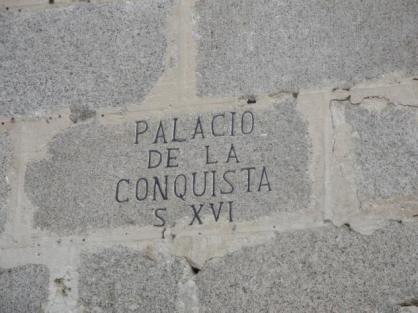 PALACIO
DE LA
CONQUISTA
S XVI